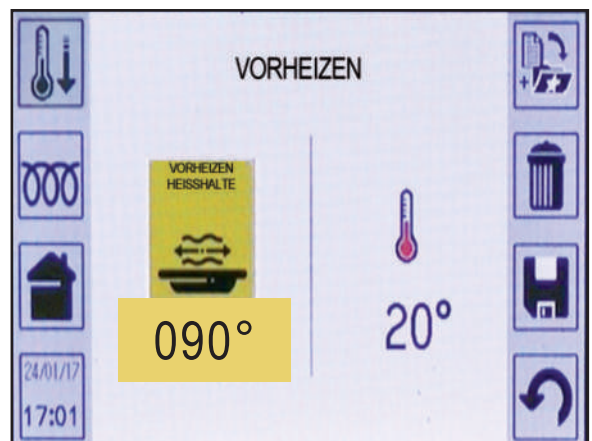 VORHEIZEN
VORHEIZEN
HEISSHALTE
090°
20°
24/01/17
17:01